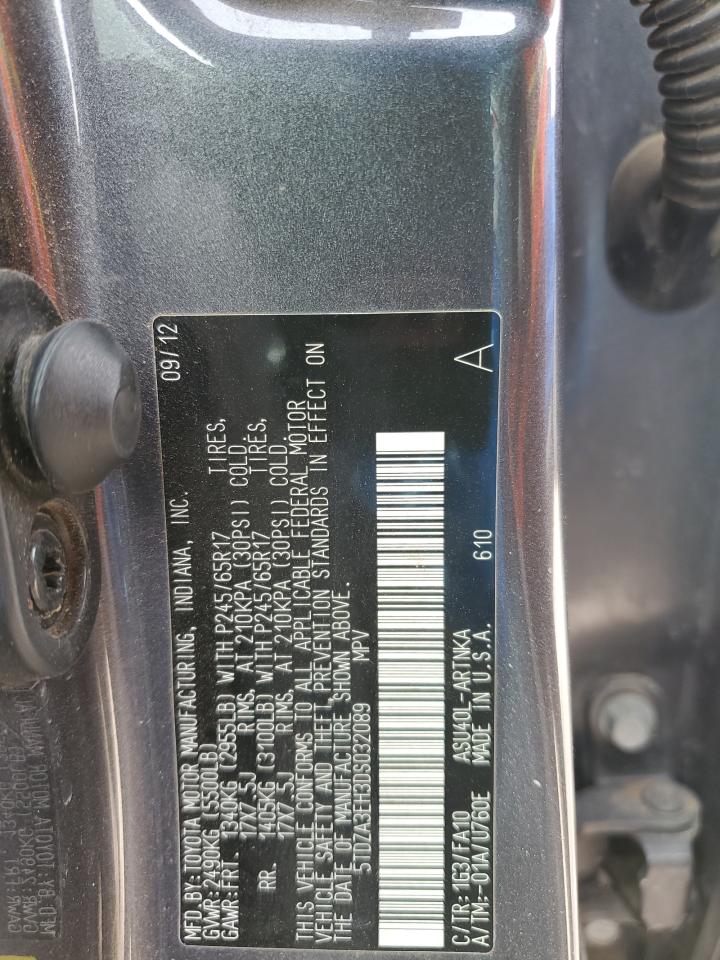 MFD.BY:TOYOTA MOTOR MANUFACTURING, INDIANA, INC. 09/12
GVWR:2490KG (5500LB)
GAWR:FRT. 1340KG (2955LB) WITH P245/65R17 TIRES,
17X7.5J RIMS, AT 210KPA (30PSI) COLD.
RR. 1405KG (3100LB) WITH P245/65R17 TIRES,
17X7.5J RIMS, AT 210KPA (30PSI) COLD.
THIS VEHICLE CONFORMS TO ALL APPLICABLE FEDERAL MOTOR
VEHICLE SAFETY AND THEFT PREVENTION STANDARDS IN EFFECT ON
THE DATE OF MANUFACTURE SHOWN ABOVE.
5TDZA3EH3DS032089 MPV
C/TR:1G3/FA10 ASU40L-ARTNKA
A/TM:-01A/U760E MADE IN U.S.A. 610
A